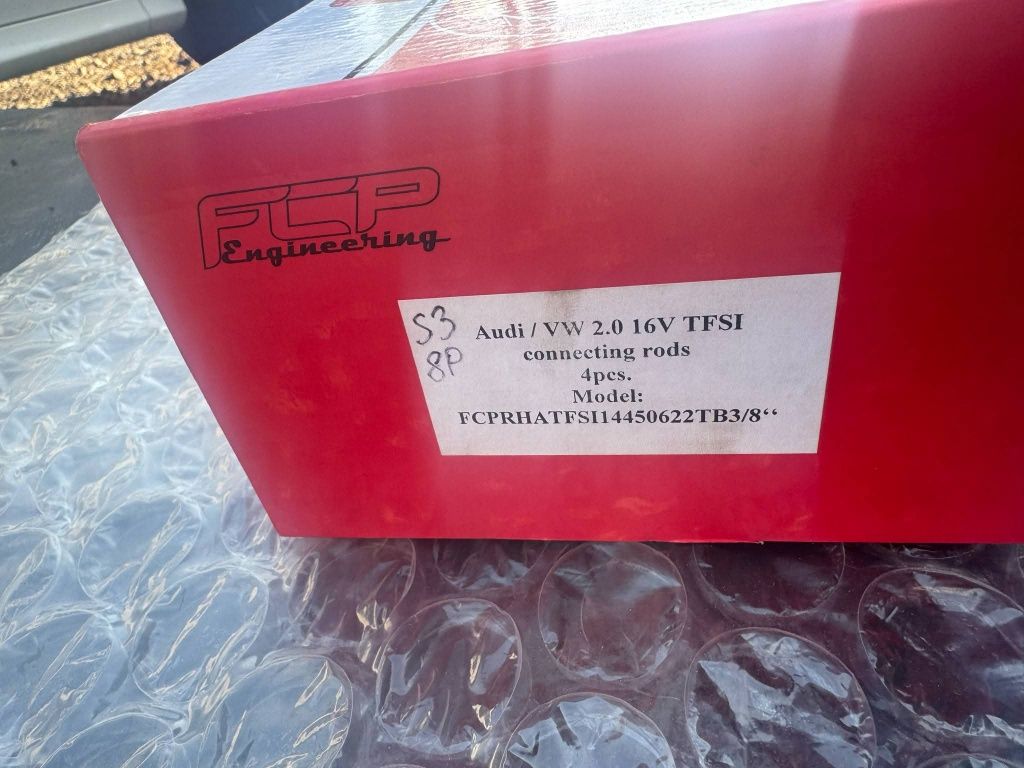 FCP
Engineering
S3
8P
Audi / VW 2.0 16V TFSI
connecting rods
4pcs.
Model:
FCPRHATFSI14450622TB3/8“